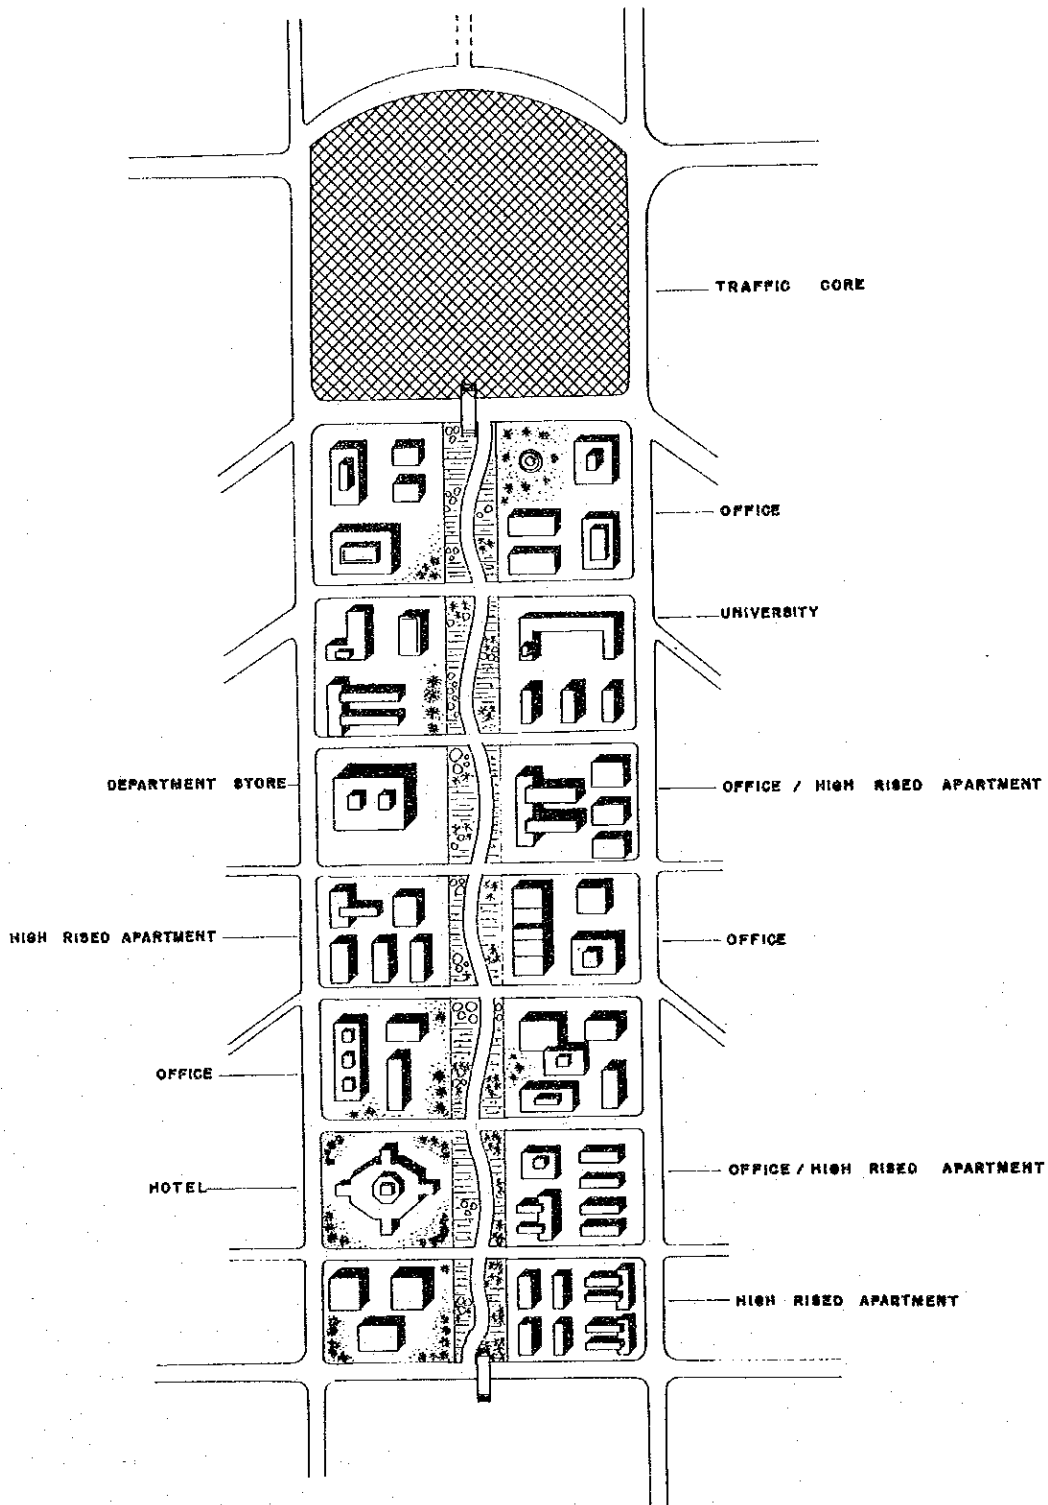 TRAFFIC CORE
OFFICE
UNIVERSITY
DEPARTMENT STORE
OFFICE / HIGH RISED APARTMENT
HIGH RISED APARTMENT
OFFICE
OFFICE
HOTEL
OFFICE / HIGH RISED APARTMENT
HIGH RISED APARTMENT